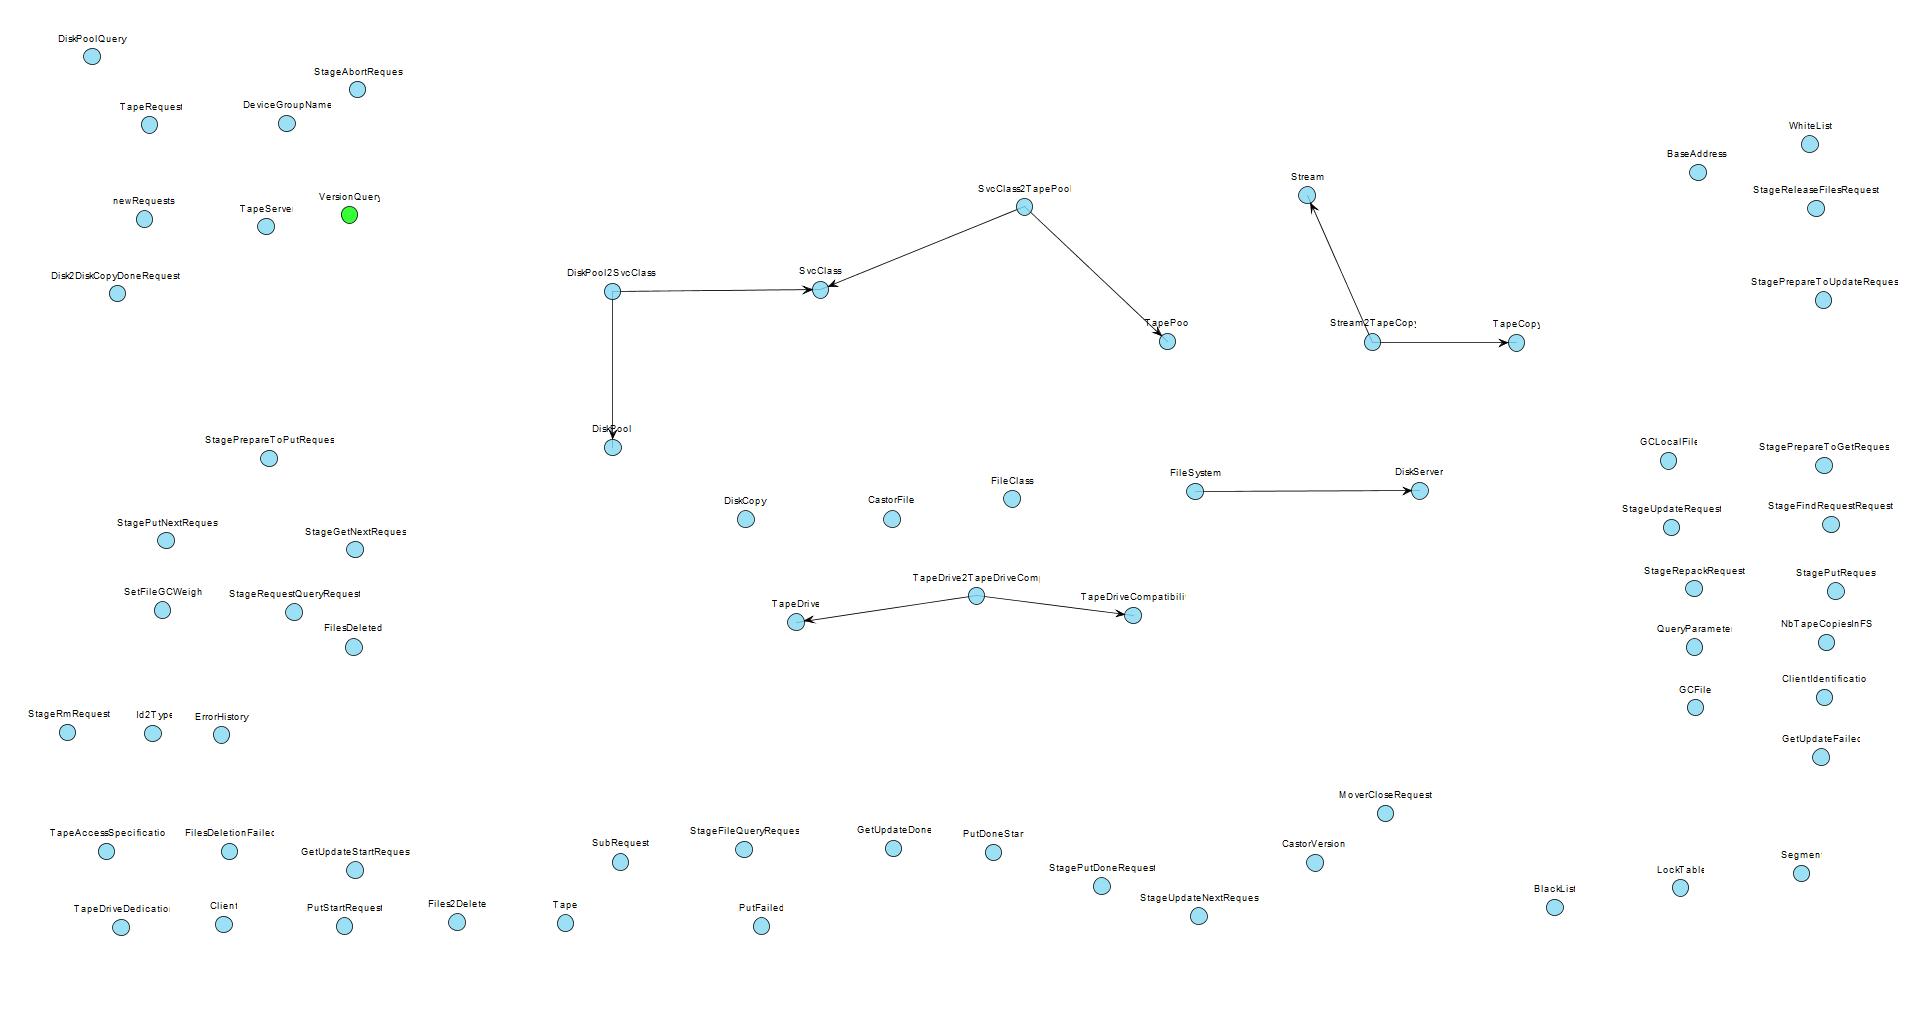 DiskPoolQuery
StageAbortReques
TapeRequest
DeviceGroupName
WhiteList
BaseAddress
Stream
SvcClass2TapePool
StageReleaseFilesRequest
newRequests
TapeServer
VersionQuery
Disk2DiskCopyDoneRequest
DiskPool2SvcClass
SvcClass
StagePrepareToUpdateReques
TapePoo
Stream2TapeCopy
TapeCopy
DiskPool
StagePrepareToPutReques
GCLocalFile
StagePrepareToGetReques
FileSystem
DiskServer
FileClass
DiskCopy
CastorFile
StageUpdateRequest
StageFindRequestRequest
StagePutNextReques
StageGetNextReques
StageRepackRequest
StagePutReques
TapeDrive2TapeDriveComp
SetFileGCWeigh
StageRequestQueryRequest
TapeDrive
TapeDriveCompatibili
FilesDeleted
QueryParameter
NbTapeCopiesInFS
GCFile
ClientIdentificatio
StageRmRequest
Id2Type
ErrorHistory
GetUpdateFailed
MoverCloseRequest
TapeAccessSpecificatio
FilesDeletionFailed
GetUpdateStartReques
SubRequest
StageFileQueryReques
GetUpdateDone
PutDoneStar
CastorVersion
StagePutDoneRequest
Segment
LockTable
TapeDriveDedicatio
Client
PutStartRequest
Files2Delete
Tape
PutFailed
StageUpdateNextReques
BlackList